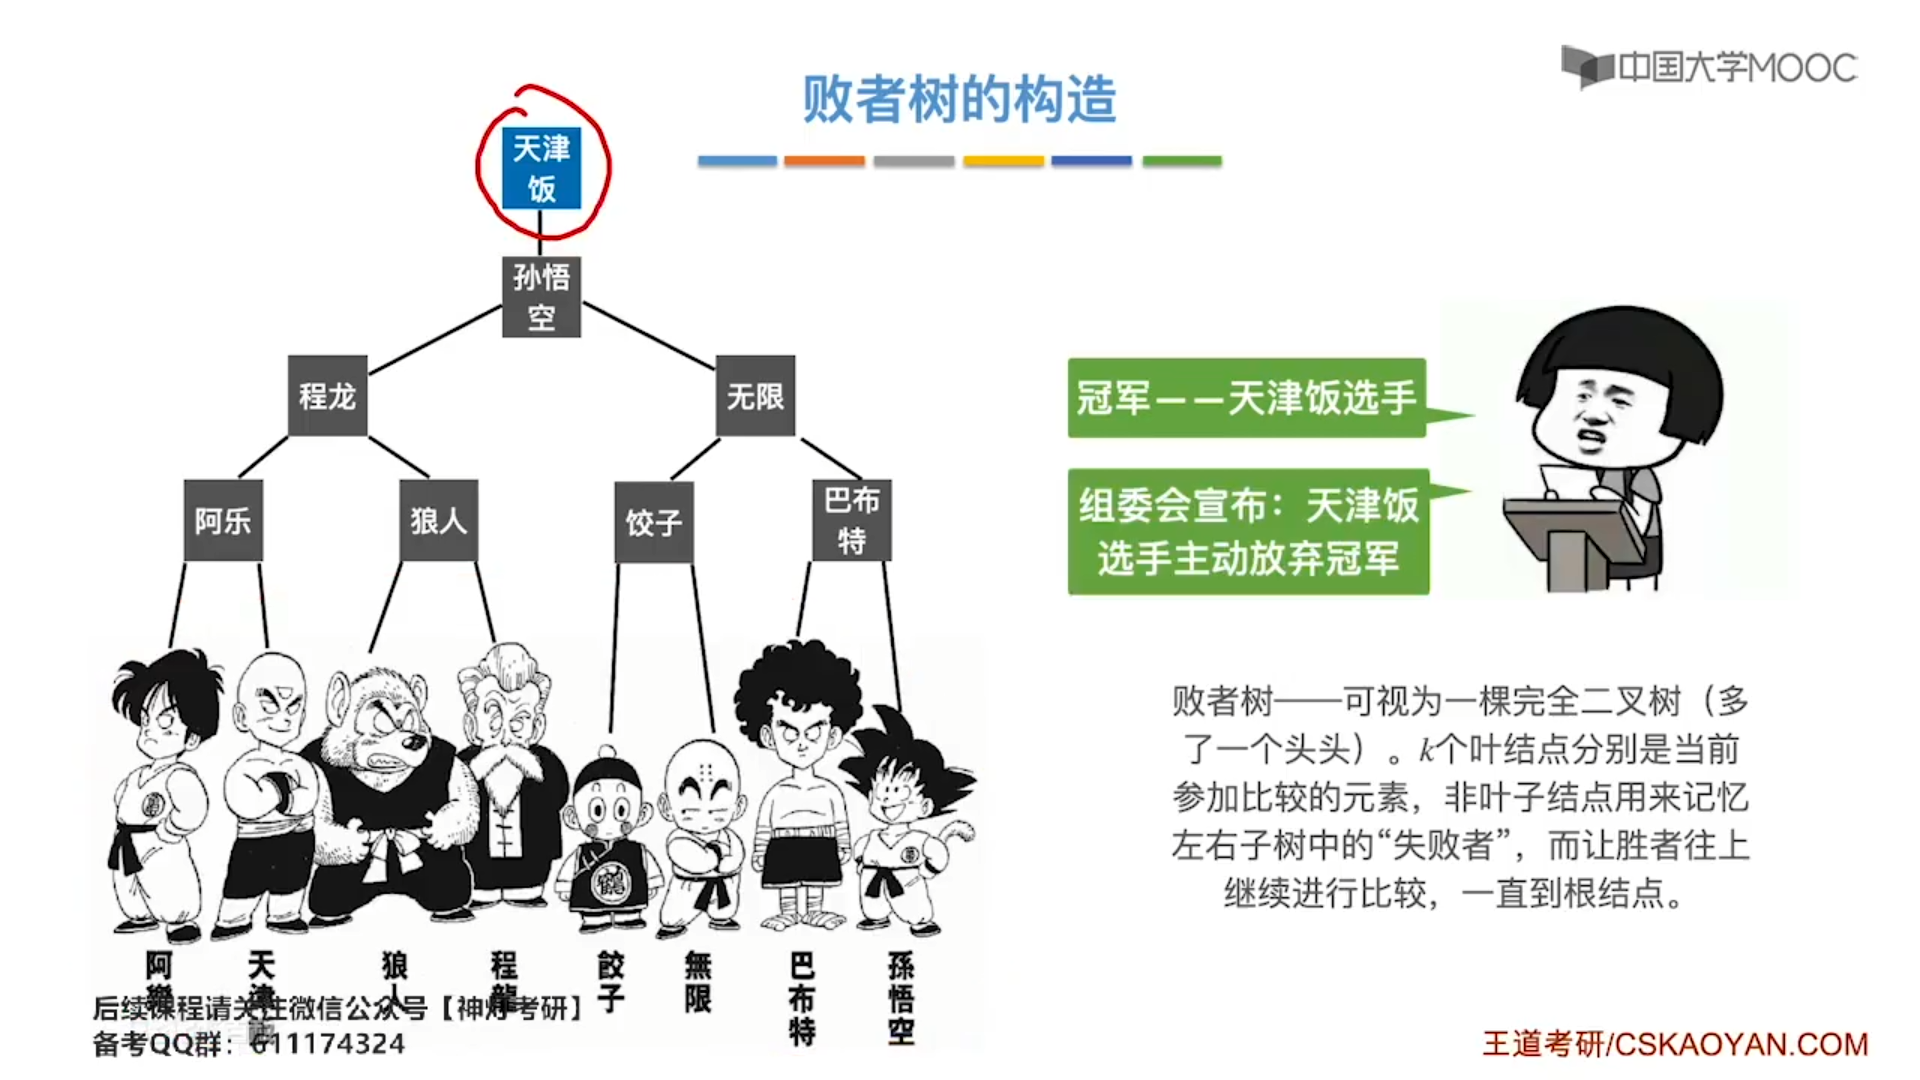 中国大学MOOC
败者树的构造
天津
饭
孙悟
空
程龙
无限
阿乐
狼人
饺子
巴布
特
冠军——天津饭选手
组委会宣布：天津饭
选手主动放弃冠军
败者树——可视为一棵完全二叉树（多
了一个头头）。k个叶结点分别是当前
参加比较的元素，非叶子结点用来记忆
左右子树中的“失败者”，而让胜者往上
继续进行比较，一直到根结点。
阿樂
天津
狼人
程龍
餃子
無限
巴布特
孫悟空
后续课程请关注微信公众号【神灯考研】
备考QQ群：611174324
王道考研/CSKAOYAN.COM